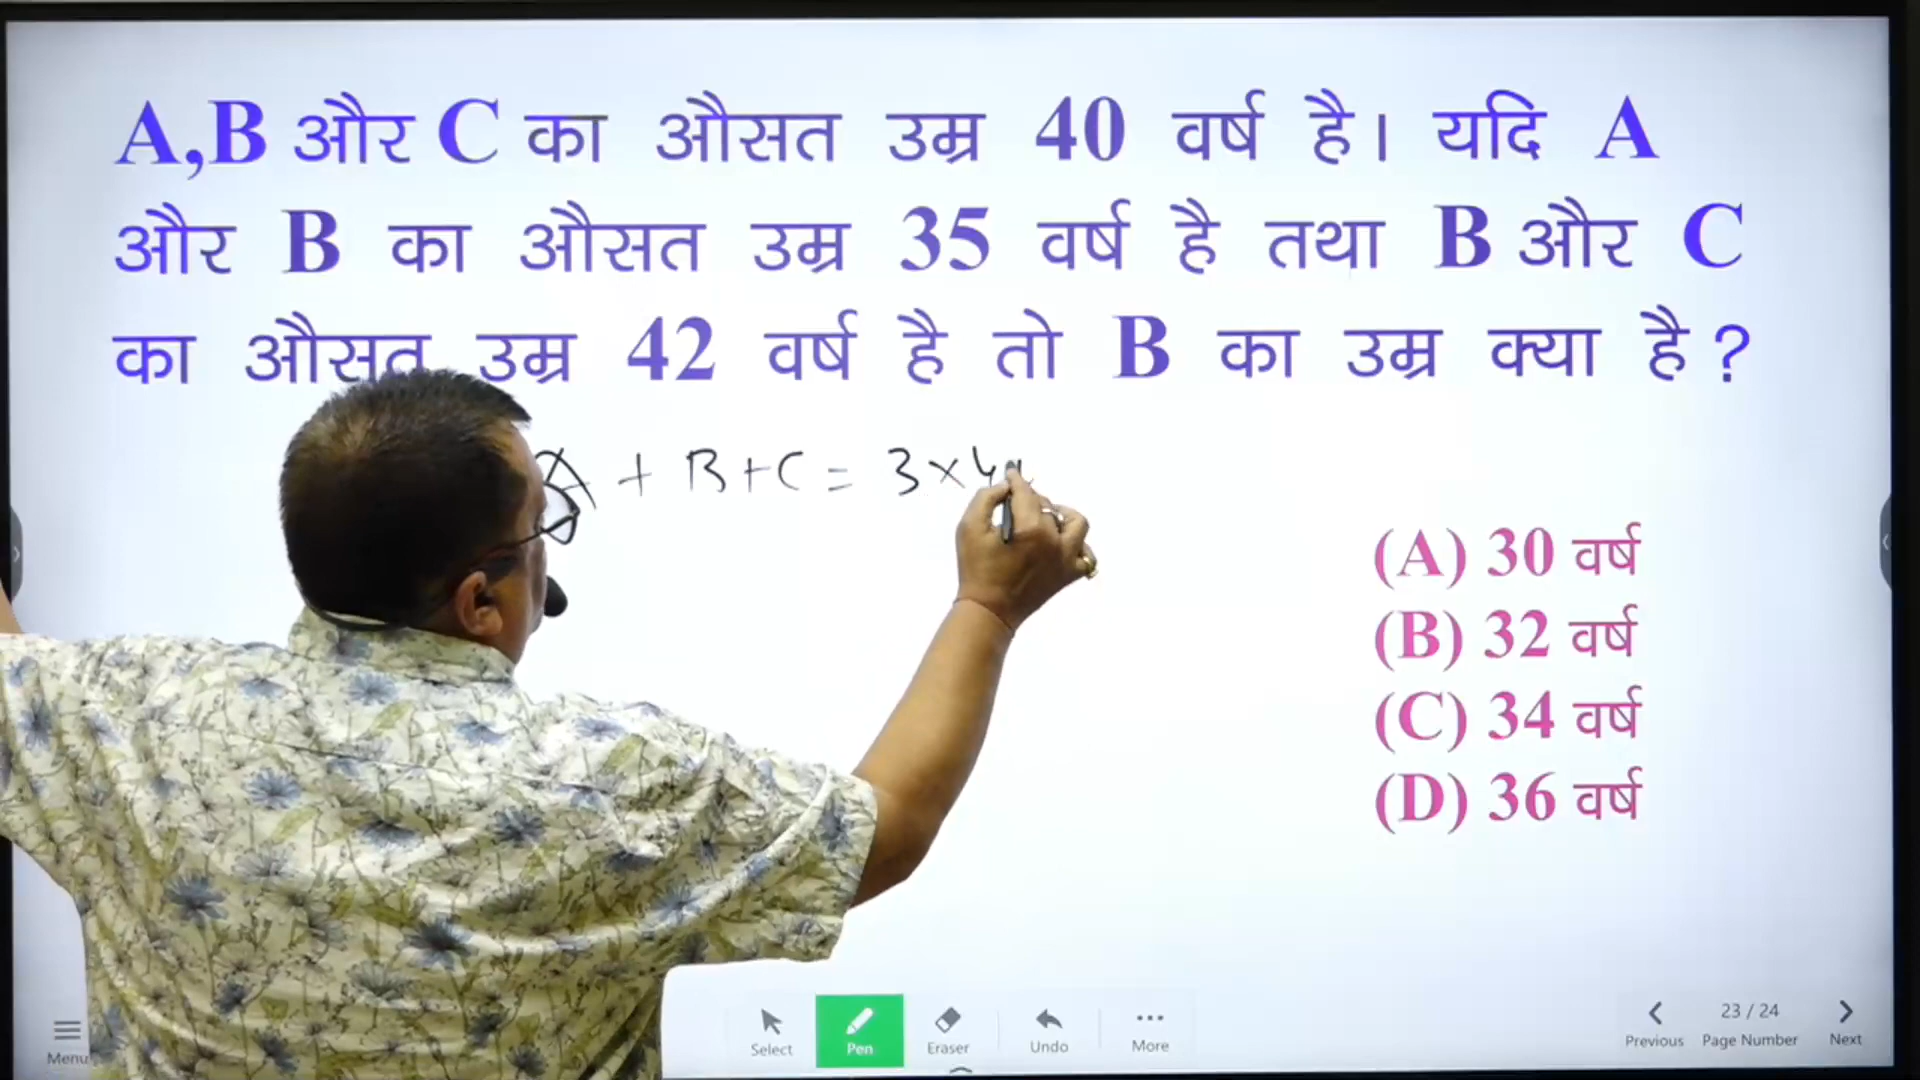 A,B और C का औसत उम्र 40 वर्ष है। यदि A
और B का औसत उम्र 35 वर्ष है तथा B और C
का औसत उम्र 42 वर्ष है तो B का उम्र क्या है ?
A + B + C = 3 × 4
(A) 30 वर्ष
(B) 32 वर्ष
(C) 34 वर्ष
(D) 36 वर्ष
Menu
Select
Pen
Eraser
Undo
More
Previous
23 / 24
Page Number
Next